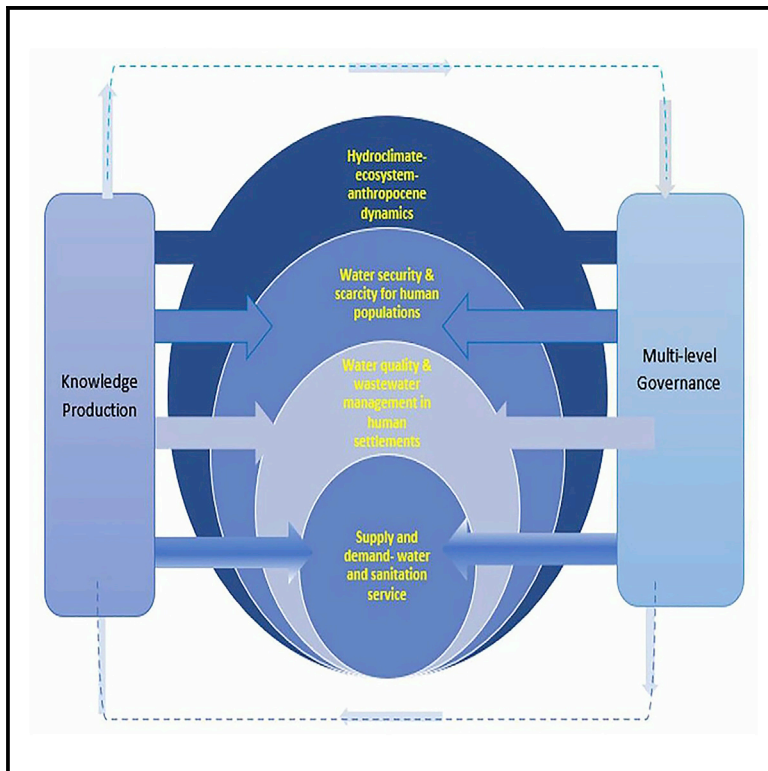 Hydroclimate-
ecosystem-
anthropocene
dynamics
Water security &
scarcity for human
populations
Water quality &
wastewater
management in
human
settlements
Supply and
demand- water
and sanitation
service
Knowledge
Production
Multi-level
Governance